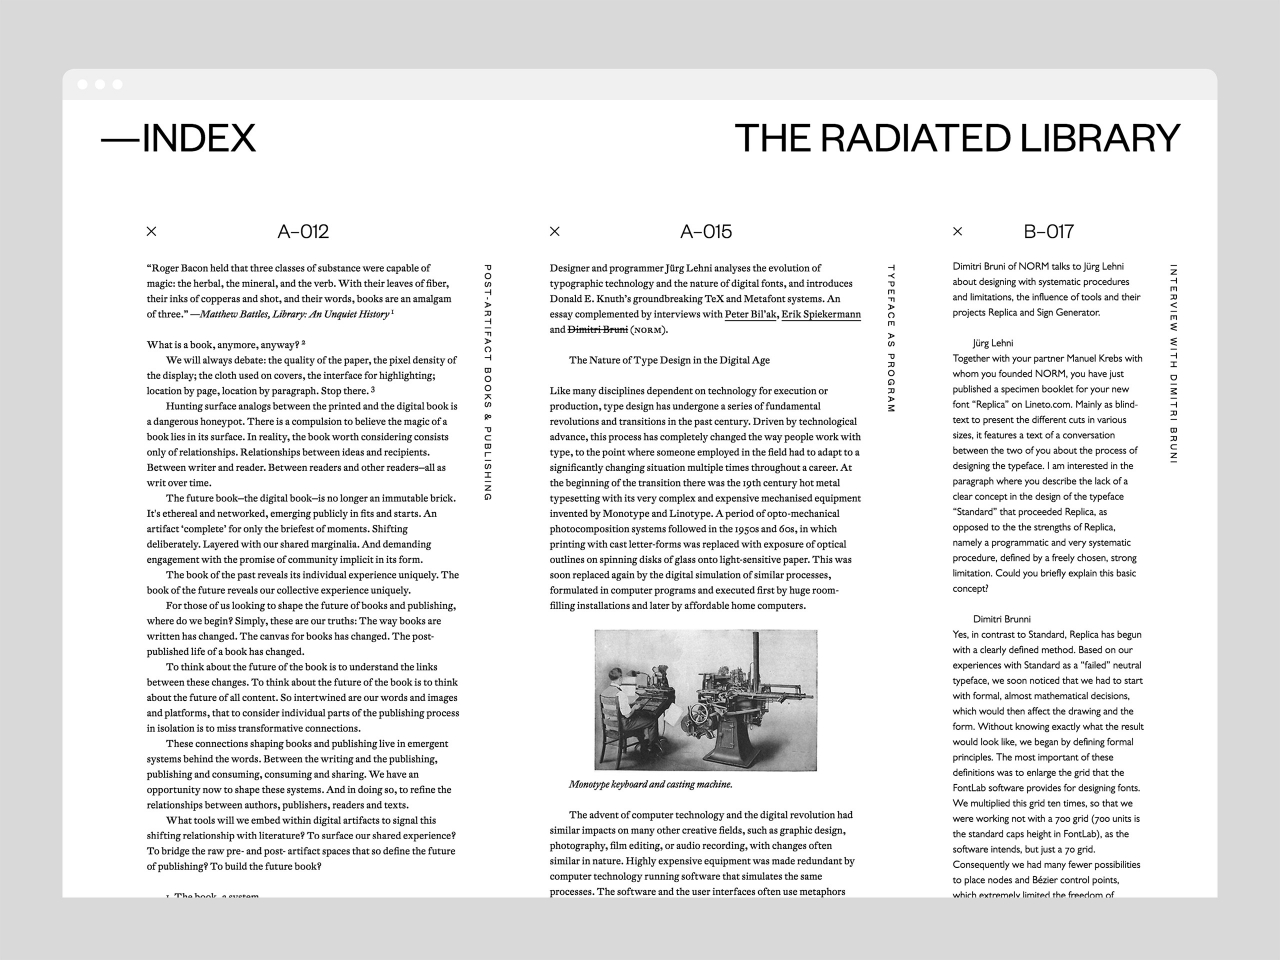 —INDEX
THE RADIATED LIBRARY
× A–012
“Roger Bacon held that three classes of substance were capable of
magic: the herbal, the mineral, and the verb. With their leaves of fiber,
their inks of copperas and shot, and their words, books are an amalgam
of three.” —Matthew Battles, Library: An Unquiet History ¹
What is a book, anymore, anyway? ²
We will always debate: the quality of the paper, the pixel density of
the display; the cloth used on covers, the interface for highlighting;
location by page, location by paragraph. Stop there. ³
Hunting surface analogs between the printed and the digital book is
a dangerous honeypot. There is a compulsion to believe the magic of a
book lies in its surface. In reality, the book worth considering consists
only of relationships. Relationships between ideas and recipients.
Between writer and reader. Between readers and other readers—all as
writ over time.
The future book—the digital book—is no longer an immutable brick.
It's ethereal and networked, emerging publicly in fits and starts. An
artifact ‘complete’ for only the briefest of moments. Shifting
deliberately. Layered with our shared marginalia. And demanding
engagement with the promise of community implicit in its form.
The book of the past reveals its individual experience uniquely. The
book of the future reveals our collective experience uniquely.
For those of us looking to shape the future of books and publishing,
where do we begin? Simply, these are our truths: The way books are
written has changed. The canvas for books has changed. The post-
published life of a book has changed.
To think about the future of the book is to understand the links
between these changes. To think about the future of the book is to think
about the future of all content. So intertwined are our words and images
and platforms, that to consider individual parts of the publishing process
in isolation is to miss transformative connections.
These connections shaping books and publishing live in emergent
systems behind the words. Between the writing and the publishing,
publishing and consuming, consuming and sharing. We have an
opportunity now to shape these systems. And in doing so, to refine the
relationships between authors, publishers, readers and texts.
What tools will we embed within digital artifacts to signal this
shifting relationship with literature? To surface our shared experience?
To bridge the raw pre- and post- artifact spaces that so define the future
of publishing? To build the future book?
1. The book, a system
POST-ARTIFACT BOOKS & PUBLISHING
× A–015
Designer and programmer Jürg Lehni analyses the evolution of
typographic technology and the nature of digital fonts, and introduces
Donald E. Knuth’s groundbreaking TeX and Metafont systems. An
essay complemented by interviews with Peter Bil’ak, Erik Spiekermann
and Dimitri Bruni (NORM).
The Nature of Type Design in the Digital Age
Like many disciplines dependent on technology for execution or
production, type design has undergone a series of fundamental
revolutions and transitions in the past century. Driven by technological
advance, this process has completely changed the way people work with
type, to the point where someone employed in the field had to adapt to a
significantly changing situation multiple times throughout a career. At
the beginning of the transition there was the 19th century hot metal
typesetting with its very complex and expensive mechanised equipment
invented by Monotype and Linotype. A period of opto-mechanical
photocomposition systems followed in the 1950s and 60s, in which
printing with cast letter-forms was replaced with exposure of optical
outlines on spinning disks of glass onto light-sensitive paper. This was
soon replaced again by the digital simulation of similar processes,
formulated in computer programs and executed first by huge room-
filling installations and later by affordable home computers.
Monotype keyboard and casting machine.
The advent of computer technology and the digital revolution had
similar impacts on many other creative fields, such as graphic design,
photography, film editing, or audio recording, with changes often
similar in nature. Highly expensive equipment was made redundant by
computer technology running software that simulates the same
processes. The software and the user interfaces often use metaphors
TYPEFACE AS PROGRAM
× B–017
Dimitri Bruni of NORM talks to Jürg Lehni
about designing with systematic procedures
and limitations, the influence of tools and their
projects Replica and Sign Generator.
Jürg Lehni
Together with your partner Manuel Krebs with
whom you founded NORM, you have just
published a specimen booklet for your new
font “Replica” on Lineto.com. Mainly as blind-
text to present the different cuts in various
sizes, it features a text of a conversation
between the two of you about the process of
designing the typeface. I am interested in the
paragraph where you describe the lack of a
clear concept in the design of the typeface
“Standard” that proceeded Replica, as
opposed to the the strengths of Replica,
namely a programmatic and very systematic
procedure, defined by a freely chosen, strong
limitation. Could you briefly explain this basic
concept?
Dimitri Brunni
Yes, in contrast to Standard, Replica has begun
with a clearly defined method. Based on our
experiences with Standard as a “failed” neutral
typeface, we soon noticed that we had to start
with formal, almost mathematical decisions,
which would then affect the drawing and the
form. Without knowing exactly what the result
would look like, we began by defining formal
principles. The most important of these
definitions was to enlarge the grid that the
FontLab software provides for designing fonts.
We multiplied this grid ten times, so that we
were working not with a 700 grid (700 units is
the standard caps height in FontLab), as the
software intends, but just a 70 grid.
Consequently we had many fewer possibilities
to place nodes and Bézier control points,
which extremely limited the freedom of
INTERVIEW WITH DIMITRI BRUNI